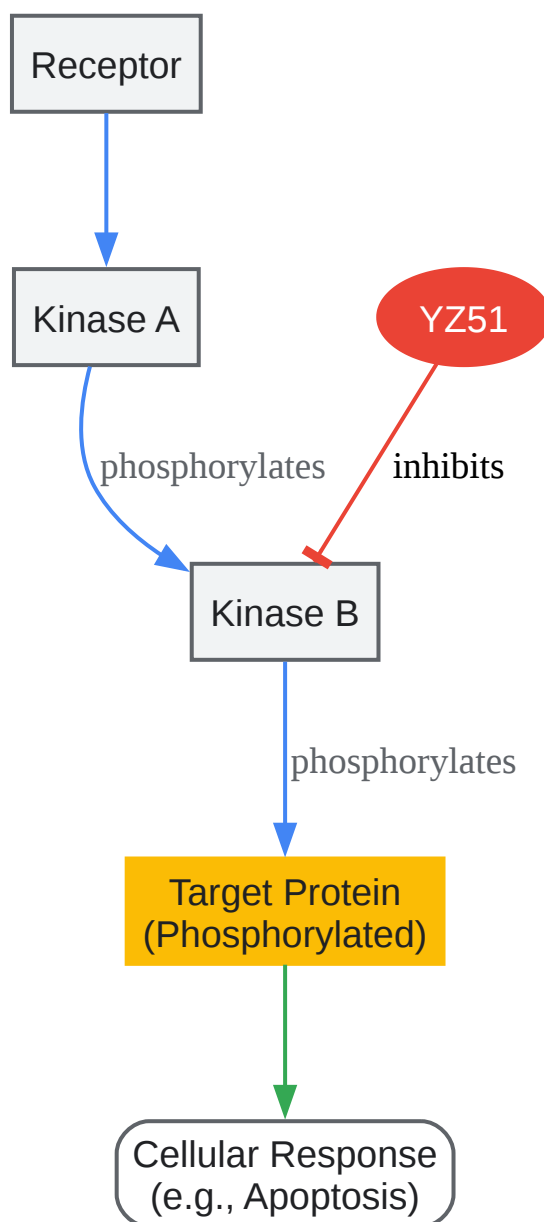 Receptor
Kinase A
YZ51
phosphorylates
inhibits
Kinase B
phosphorylates
Target Protein
(Phosphorylated)
Cellular Response
(e.g., Apoptosis)